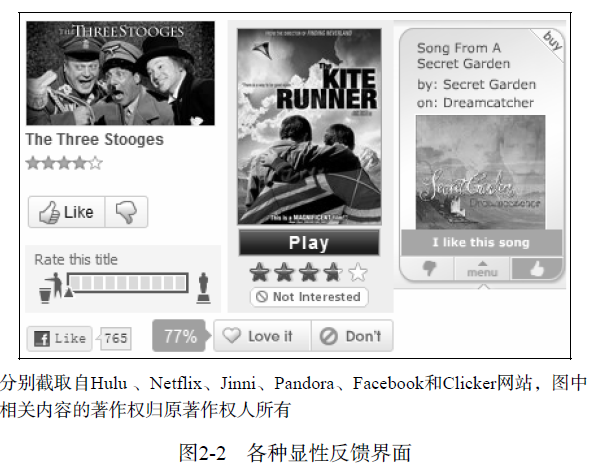 THE THREE STOOGES
The Three Stooges
Like
Rate this title
Like 765
FROM THE DIRECTOR OF FINDING NEVERLAND
The
KITE
RUNNER
This is a MAGNIFICENT film!
Play
Not Interested
77% Love it Don't
buy
Song From A
Secret Garden
by: Secret Garden
on: Dreamcatcher
Secret Garden
Dreamcatcher
I like this song
menu
分别截取自Hulu 、Netflix、Jinni、Pandora、Facebook和Clicker网站，图中
相关内容的著作权归原著作权人所有
图2-2 各种显性反馈界面